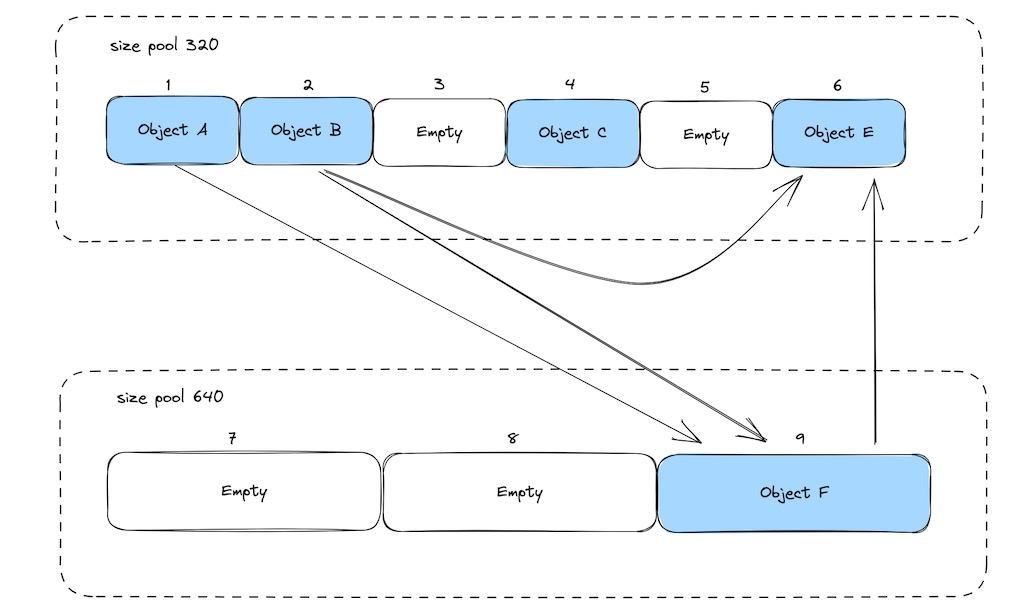 size pool 320
1 2 3 4 5 6
Object A Object B Empty Object C Empty Object E
size pool 640
7 8 9
Empty Empty Object F